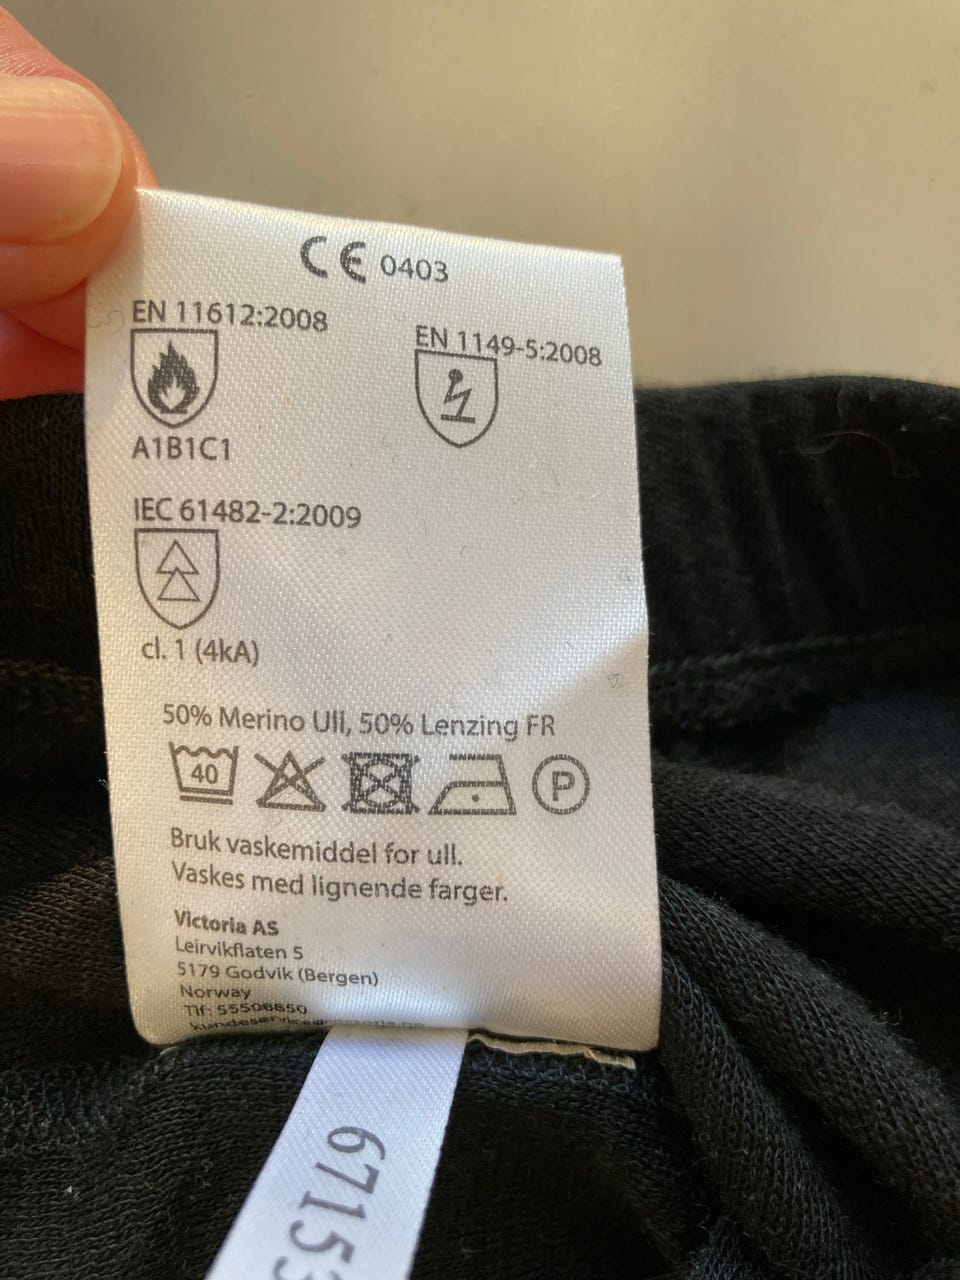 CE 0403
EN 11612:2008
EN 1149-5:2008
A1B1C1
IEC 61482-2:2009
cl. 1 (4kA)
50% Merino Ull, 50% Lenzing FR
40
P
Bruk vaskemiddel for ull.
Vaskes med lignende farger.
Victoria AS
Leirvikflaten 5
5179 Godvik (Bergen)
Norway
Tlf: 55506650
67153